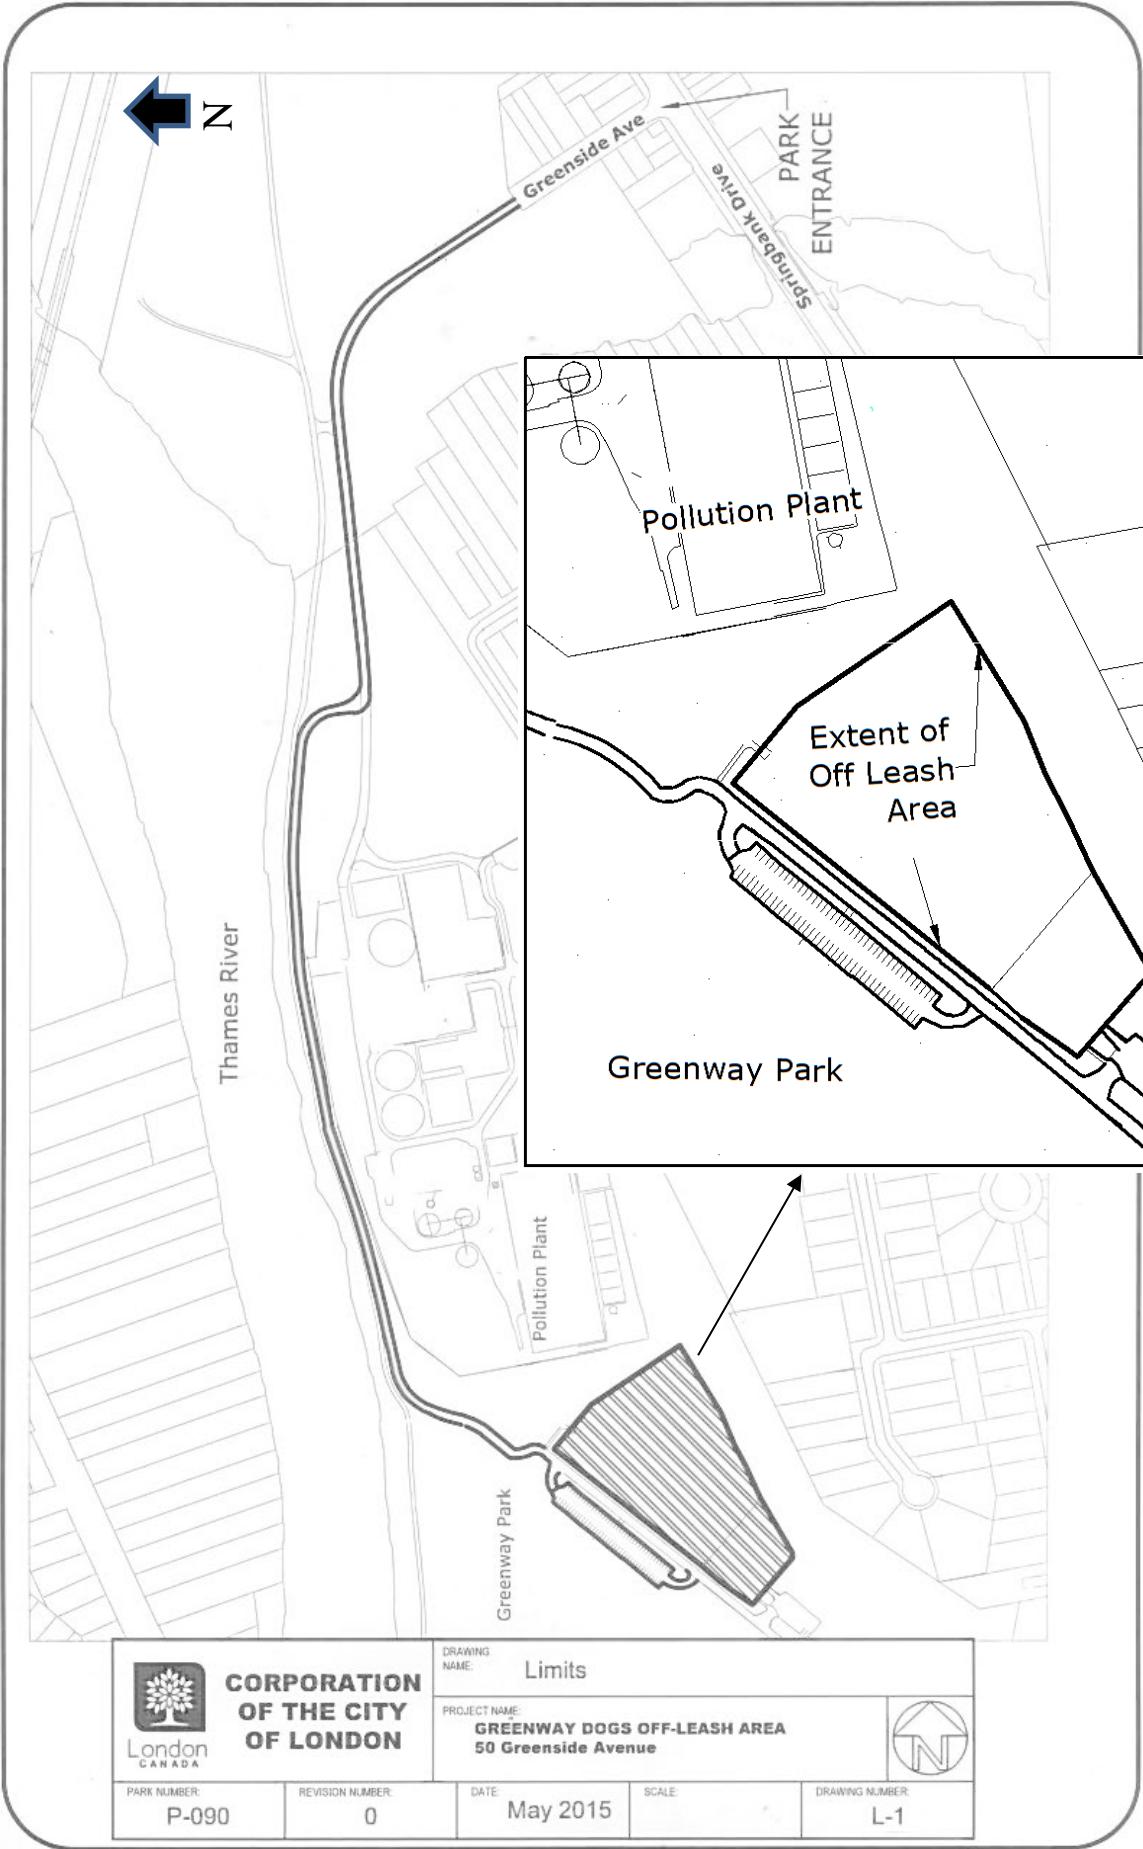 N
Greenside Ave
PARK
ENTRANCE
Springbank Drive
Pollution Plant
Extent of
Off Leash
Area
Greenway Park
Thames River
Pollution Plant
Greenway Park
London
CANADA
CORPORATION
OF THE CITY
OF LONDON
DRAWING
NAME:
Limits
PROJECT NAME:
GREENWAY DOGS OFF-LEASH AREA
50 Greenside Avenue
N
PARK NUMBER:
P-090
REVISION NUMBER:
0
DATE:
May 2015
SCALE:
DRAWING NUMBER:
L-1